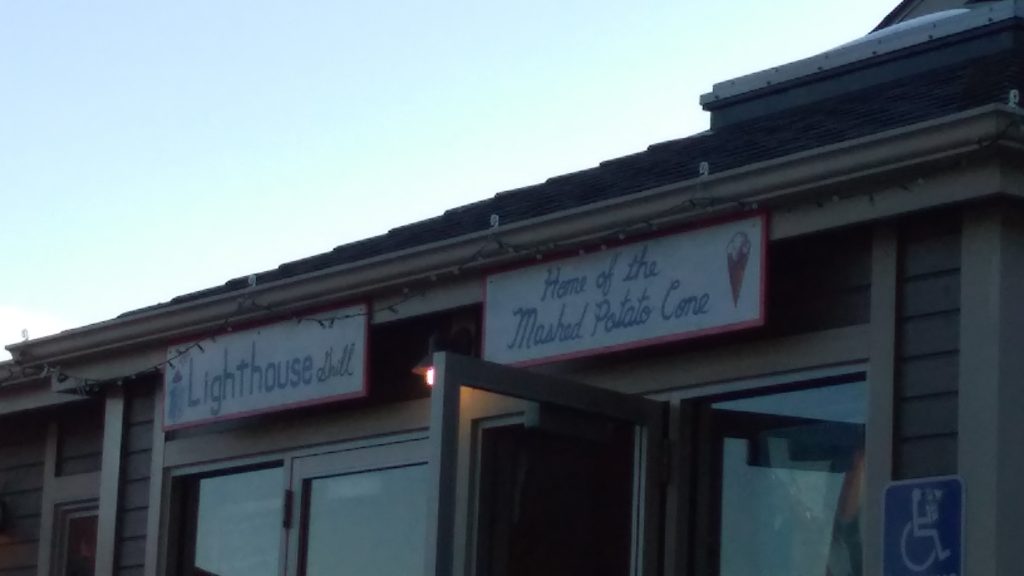 Lighthouse Grill
Home of the
Mashed Potato Cone